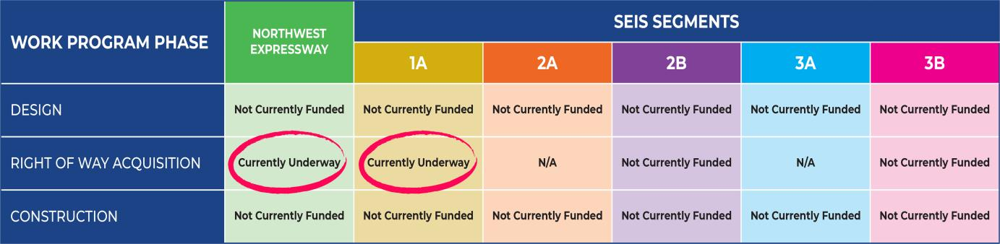 WORK PROGRAM PHASE
NORTHWEST
EXPRESSWAY
SEIS SEGMENTS
1A 2A 2B 3A 3B
DESIGN Not Currently Funded Not Currently Funded Not Currently Funded Not Currently Funded Not Currently Funded Not Currently Funded
RIGHT OF WAY ACQUISITION Currently Underway Currently Underway N/A Not Currently Funded N/A Not Currently Funded
CONSTRUCTION Not Currently Funded Not Currently Funded Not Currently Funded Not Currently Funded Not Currently Funded Not Currently Funded